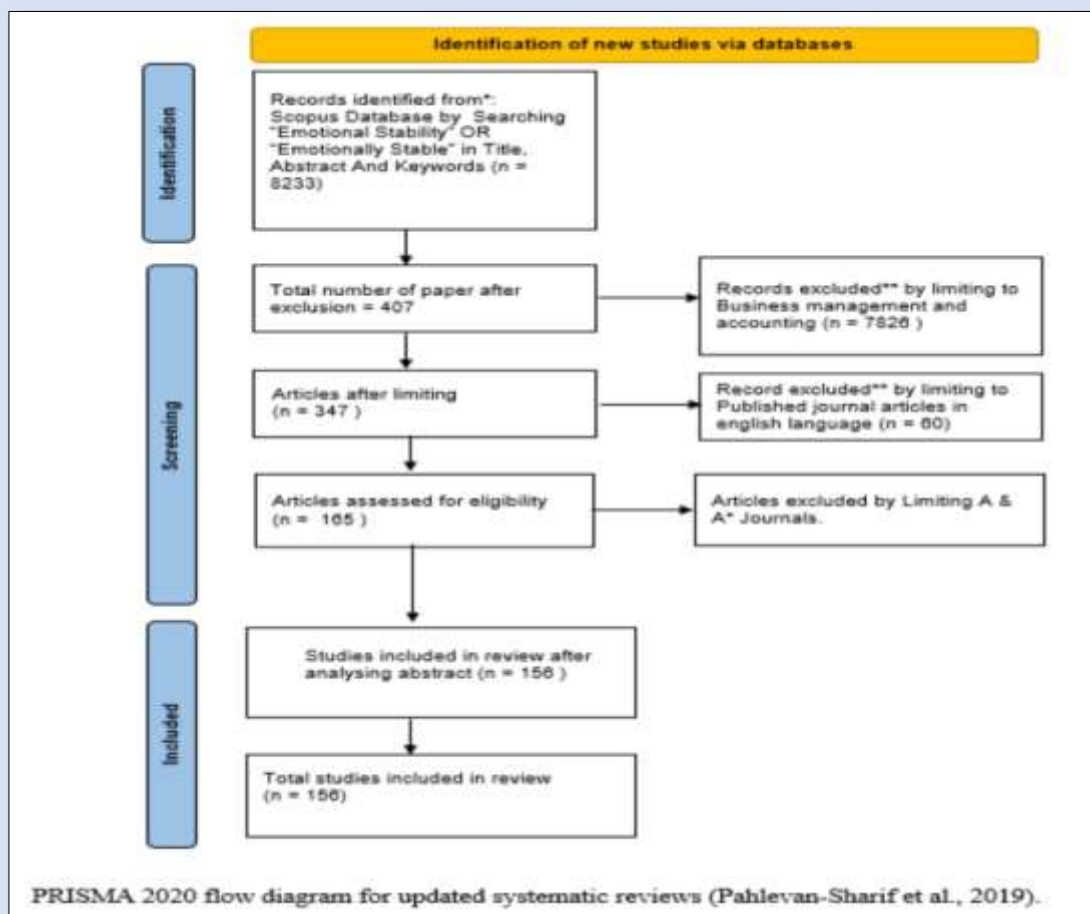 Identification of new studies via databases
Identification
Records identified from*:
Scopus Database by Searching
"Emotional Stability" OR
"Emotionally Stable" in Title,
Abstract And Keywords (n =
8233)
Screening
Total number of paper after
exclusion = 407
Records excluded** by limiting to
Business management and
accounting (n = 7826 )
Articles after limiting
(n = 347 )
Record excluded** by limiting to
Published journal articles in
english language (n = 60)
Articles assessed for eligibility
(n = 165 )
Articles excluded by Limiting A &
A* Journals.
Included
Studies included in review after
analysing abstract (n = 156 )
Total studies included in review
(n = 156)
PRISMA 2020 flow diagram for updated systematic reviews (Pahlevan-Sharif et al., 2019).